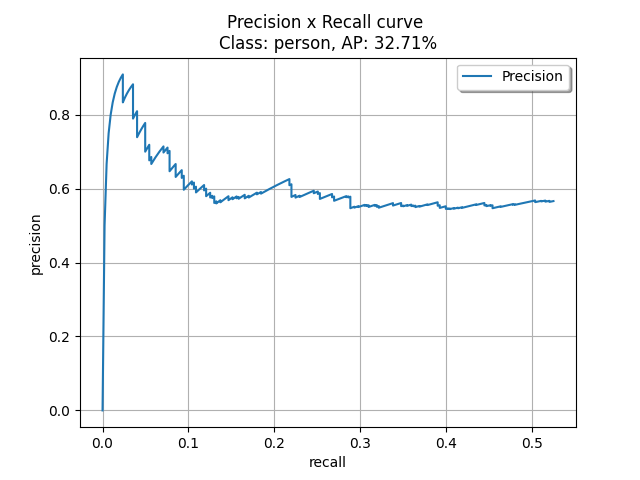 Precision x Recall curve
Class: person, AP: 32.71%
Precision
0.8
0.6
0.4
0.2
0.0
precision
0.0 0.1 0.2 0.3 0.4 0.5
recall